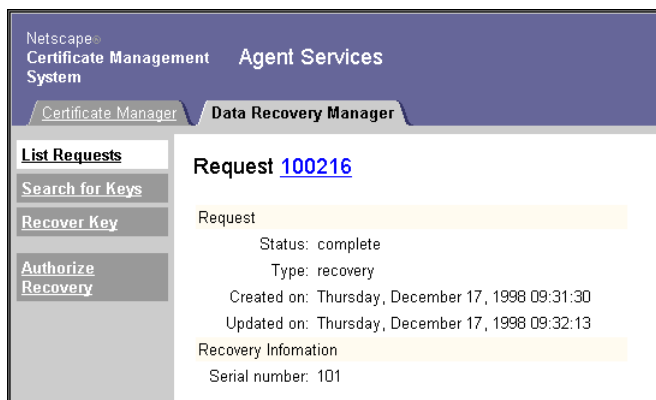 Netscape®
Certificate Management
System
Agent Services
Certificate Manager
Data Recovery Manager
List Requests
Search for Keys
Recover Key
Authorize
Recovery
Request 100216
Request
Status: complete
Type: recovery
Created on: Thursday, December 17, 1998 09:31:30
Updated on: Thursday, December 17, 1998 09:32:13
Recovery Infomation
Serial number: 101